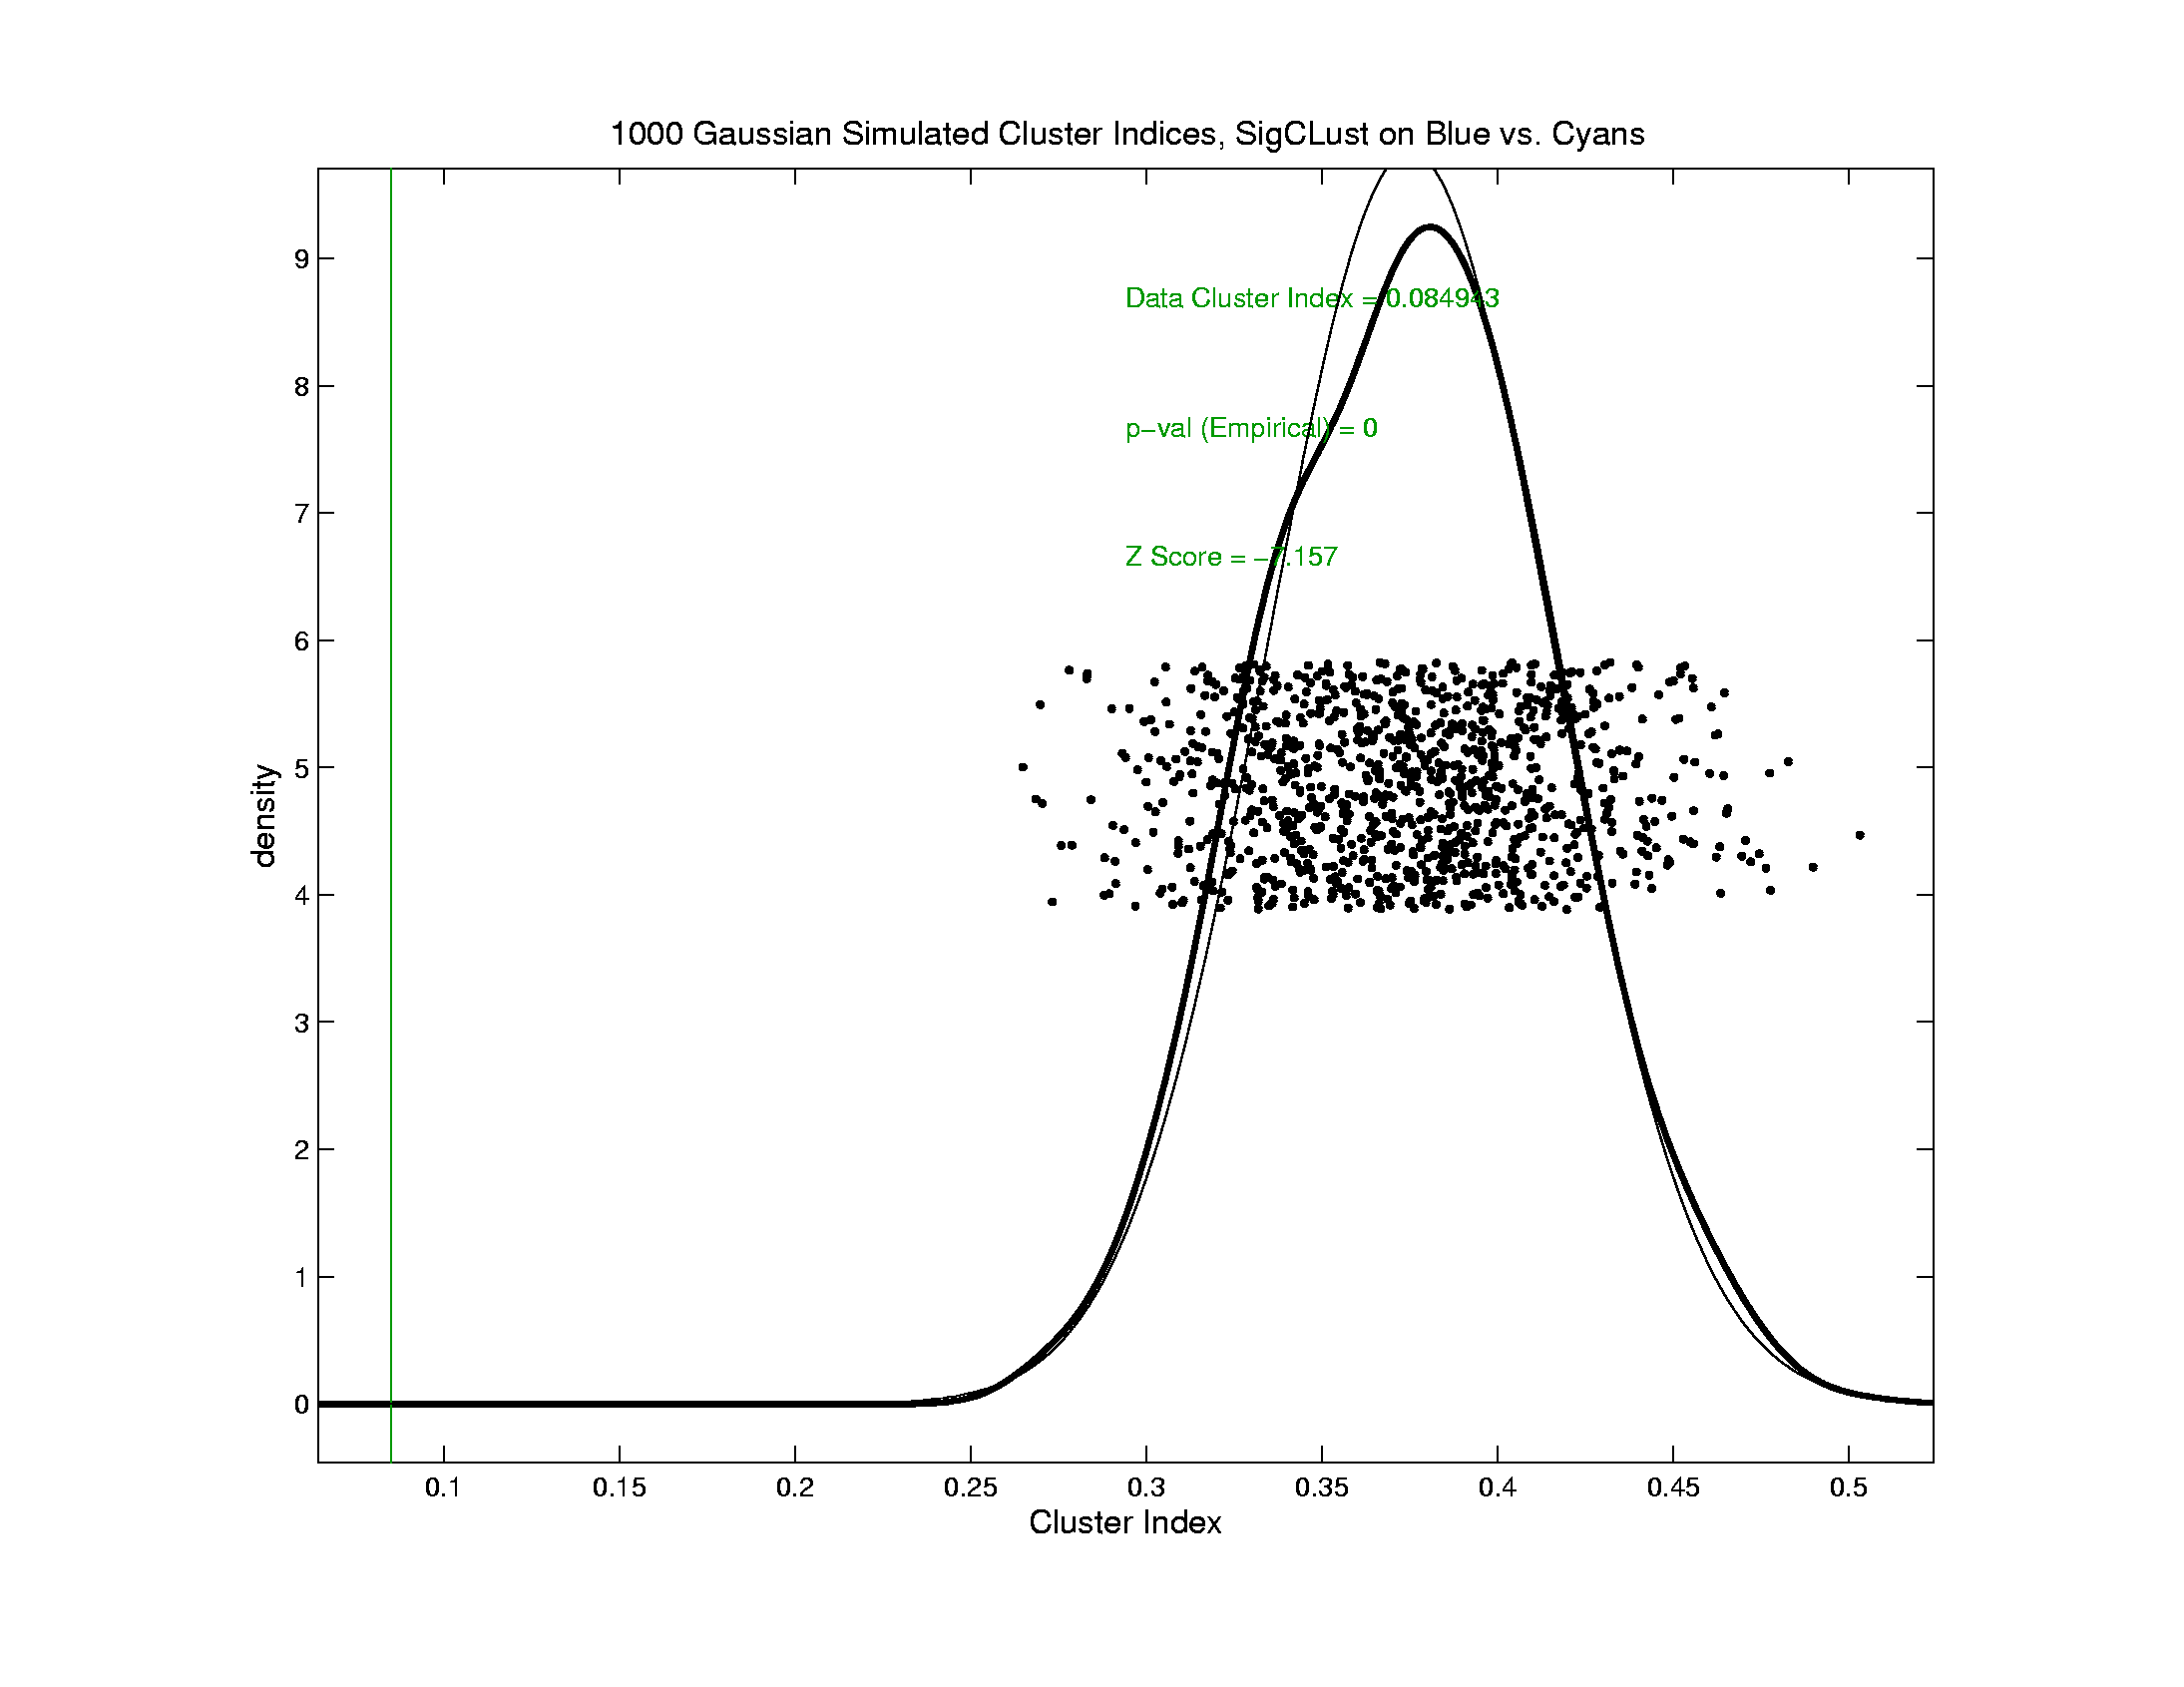 1000 Gaussian Simulated Cluster Indices, SigCLust on Blue vs. Cyans
9
Data Cluster Index = 0.084943
8
p−val (Empirical) = 0
7
Z Score = −7.157
6
5
density
4
3
2
1
0
0.1 0.15 0.2 0.25 0.3 0.35 0.4 0.45 0.5
Cluster Index